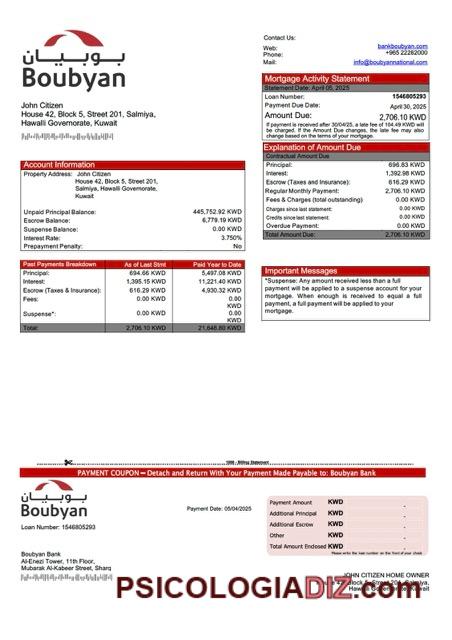 بوبيان
Boubyan
Contact Us:
Web: bankboubyan.com
Phone: +965 22282000
Mail: info@boubyannational.com
John Citizen
House 42, Block 5, Street 201, Salmiya,
Hawalli Governorate, Kuwait
Mortgage Activity Statement
Statement Date: April 05, 2025
Loan Number: 1546805293
Payment Due Date: April 30, 2025
Amount Due: 2,706.10 KWD
If payment is received after 30/04/25, a late fee of 104.49 KWD will
be charged. If the Amount Due changes, the late fee may also
change based on the terms of your mortgage.
Explanation of Amount Due
Contractual Amount Due
Principal: 696.83 KWD
Interest: 1,392.98 KWD
Escrow (Taxes and Insurance): 616.29 KWD
Regular Monthly Payment: 2,706.10 KWD
Fees & Charges (total outstanding): 0.00 KWD
Charges since last statement: 0.00 KWD
Credits since last statement: 0.00 KWD
Overdue Payment: 0.00 KWD
Total Amount Due: 2,706.10 KWD
Account Information
Property Address: John Citizen
House 42, Block 5, Street 201,
Salmiya, Hawalli Governorate,
Kuwait
Unpaid Principal Balance: 445,752.92 KWD
Escrow Balance: 6,779.19 KWD
Suspense Balance: 0.00 KWD
Interest Rate: 3.750%
Prepayment Penalty: No
Past Payments Breakdown As of Last Stmt Paid Year to Date
Principal: 694.66 KWD 5,497.08 KWD
Interest: 1,395.15 KWD 11,221.40 KWD
Escrow (Taxes & Insurance): 616.29 KWD 4,930.32 KWD
Fees: 0.00 KWD 0.00
KWD
Suspense*: 0.00 KWD 0.00
KWD
Total: 2,706.10 KWD 21,648.80 KWD
Important Messages
*Suspense: Any amount received less than a full
payment will be applied to a suspense account for your
mortgage. When enough is received to equal a full
payment, a full payment will be applied to your
mortgage.
1098 - Billing Statement
PAYMENT COUPON – Detach and Return With Your Payment Made Payable to: Boubyan Bank
بوبيان
Boubyan
Loan Number: 1546805293
Payment Date: 05/04/2025
Payment Amount KWD -
Additional Principal KWD -
Additional Escrow KWD -
Other KWD -
Total Amount Enclosed KWD -
Please write the loan number on the front of your check
Boubyan Bank
Al-Enezi Tower, 11th Floor,
Mubarak Al-Kabeer Street, Sharq
JOHN CITIZEN HOME OWNER
House 42, Block 5, Street 201, Salmiya,
Hawalli Governorate, Kuwait
PSICOLOGIADIZ.com